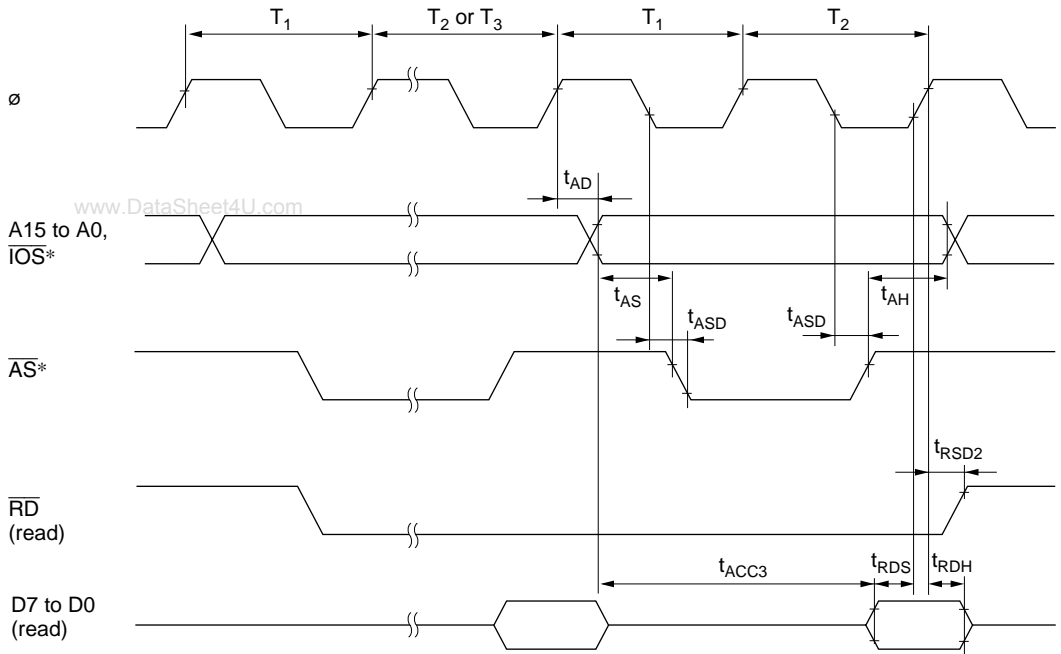 T1 T2 or T3 T1 T2
ø
tAD
www.DataSheet4U.com
A15 to A0,
IOS*
tAS tASD tASD tAH
AS*
tRSD2
RD
(read)
tACC3 tRDS tRDH
D7 to D0
(read)